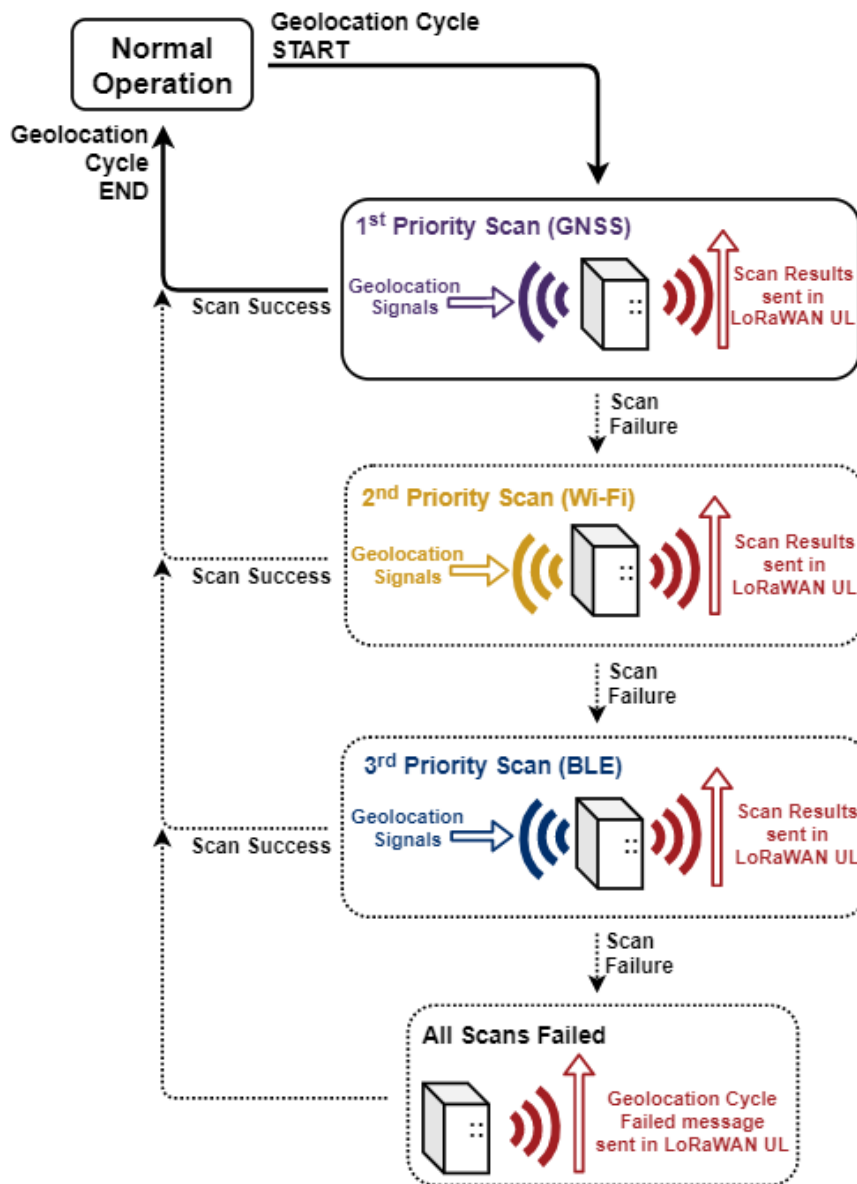 Normal
Operation
Geolocation Cycle
START
Geolocation
Cycle
END
1st Priority Scan (GNSS)
Geolocation
Signals
Scan Results
sent in
LoRaWAN UL
Scan Success
Scan
Failure
2nd Priority Scan (Wi-Fi)
Geolocation
Signals
Scan Results
sent in
LoRaWAN UL
Scan Success
Scan
Failure
3rd Priority Scan (BLE)
Geolocation
Signals
Scan Results
sent in
LoRaWAN UL
Scan Success
Scan
Failure
All Scans Failed
Geolocation Cycle
Failed message
sent in LoRaWAN UL